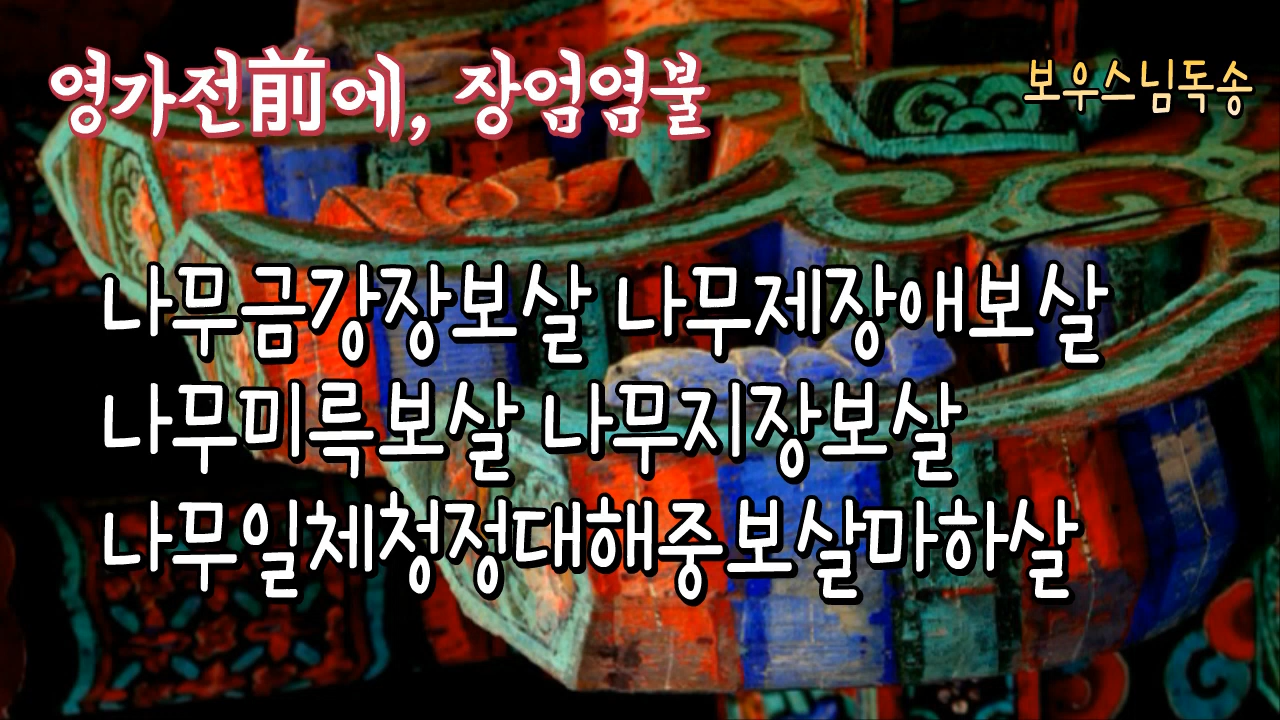 영가전前에, 장엄염불
보우스님독송
나무금강장보살 나무제장애보살
나무미륵보살 나무지장보살
나무일체청정대해중보살마하살